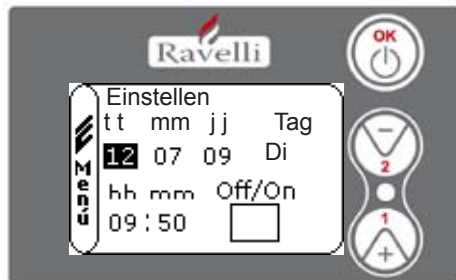 Ravelli
OK
Einstellen
tt mm jj Tag
12 07 09 Di
hh mm Off/On
09:50
Menú
2
1